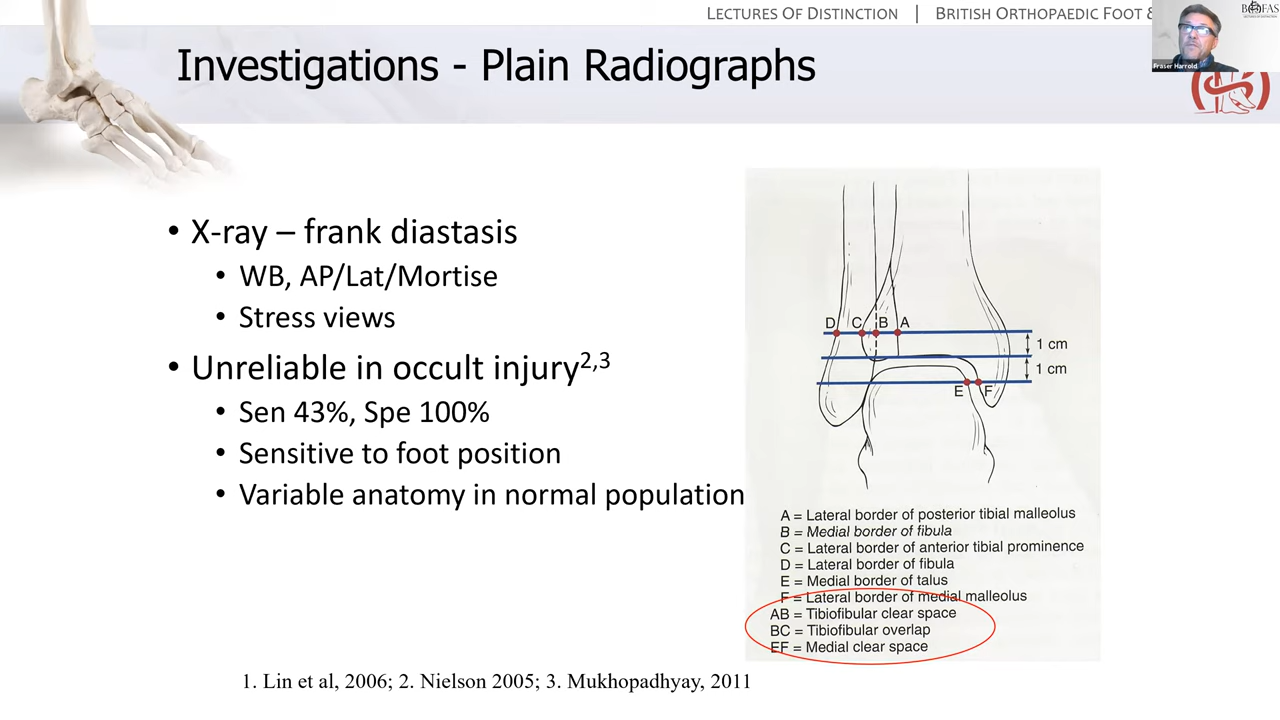 LECTURES OF DISTINCTION | BRITISH ORTHOPAEDIC FOOT &
Fraser Harrold
Investigations - Plain Radiographs
• X-ray – frank diastasis
• WB, AP/Lat/Mortise
• Stress views
• Unreliable in occult injury2,3
• Sen 43%, Spe 100%
• Sensitive to foot position
• Variable anatomy in normal population
D C B A
1 cm
1 cm
E F
A = Lateral border of posterior tibial malleolus
B = Medial border of fibula
C = Lateral border of anterior tibial prominence
D = Lateral border of fibula
E = Medial border of talus
F = Lateral border of medial malleolus
AB = Tibiofibular clear space
BC = Tibiofibular overlap
EF = Medial clear space
1. Lin et al, 2006; 2. Nielson 2005; 3. Mukhopadhyay, 2011